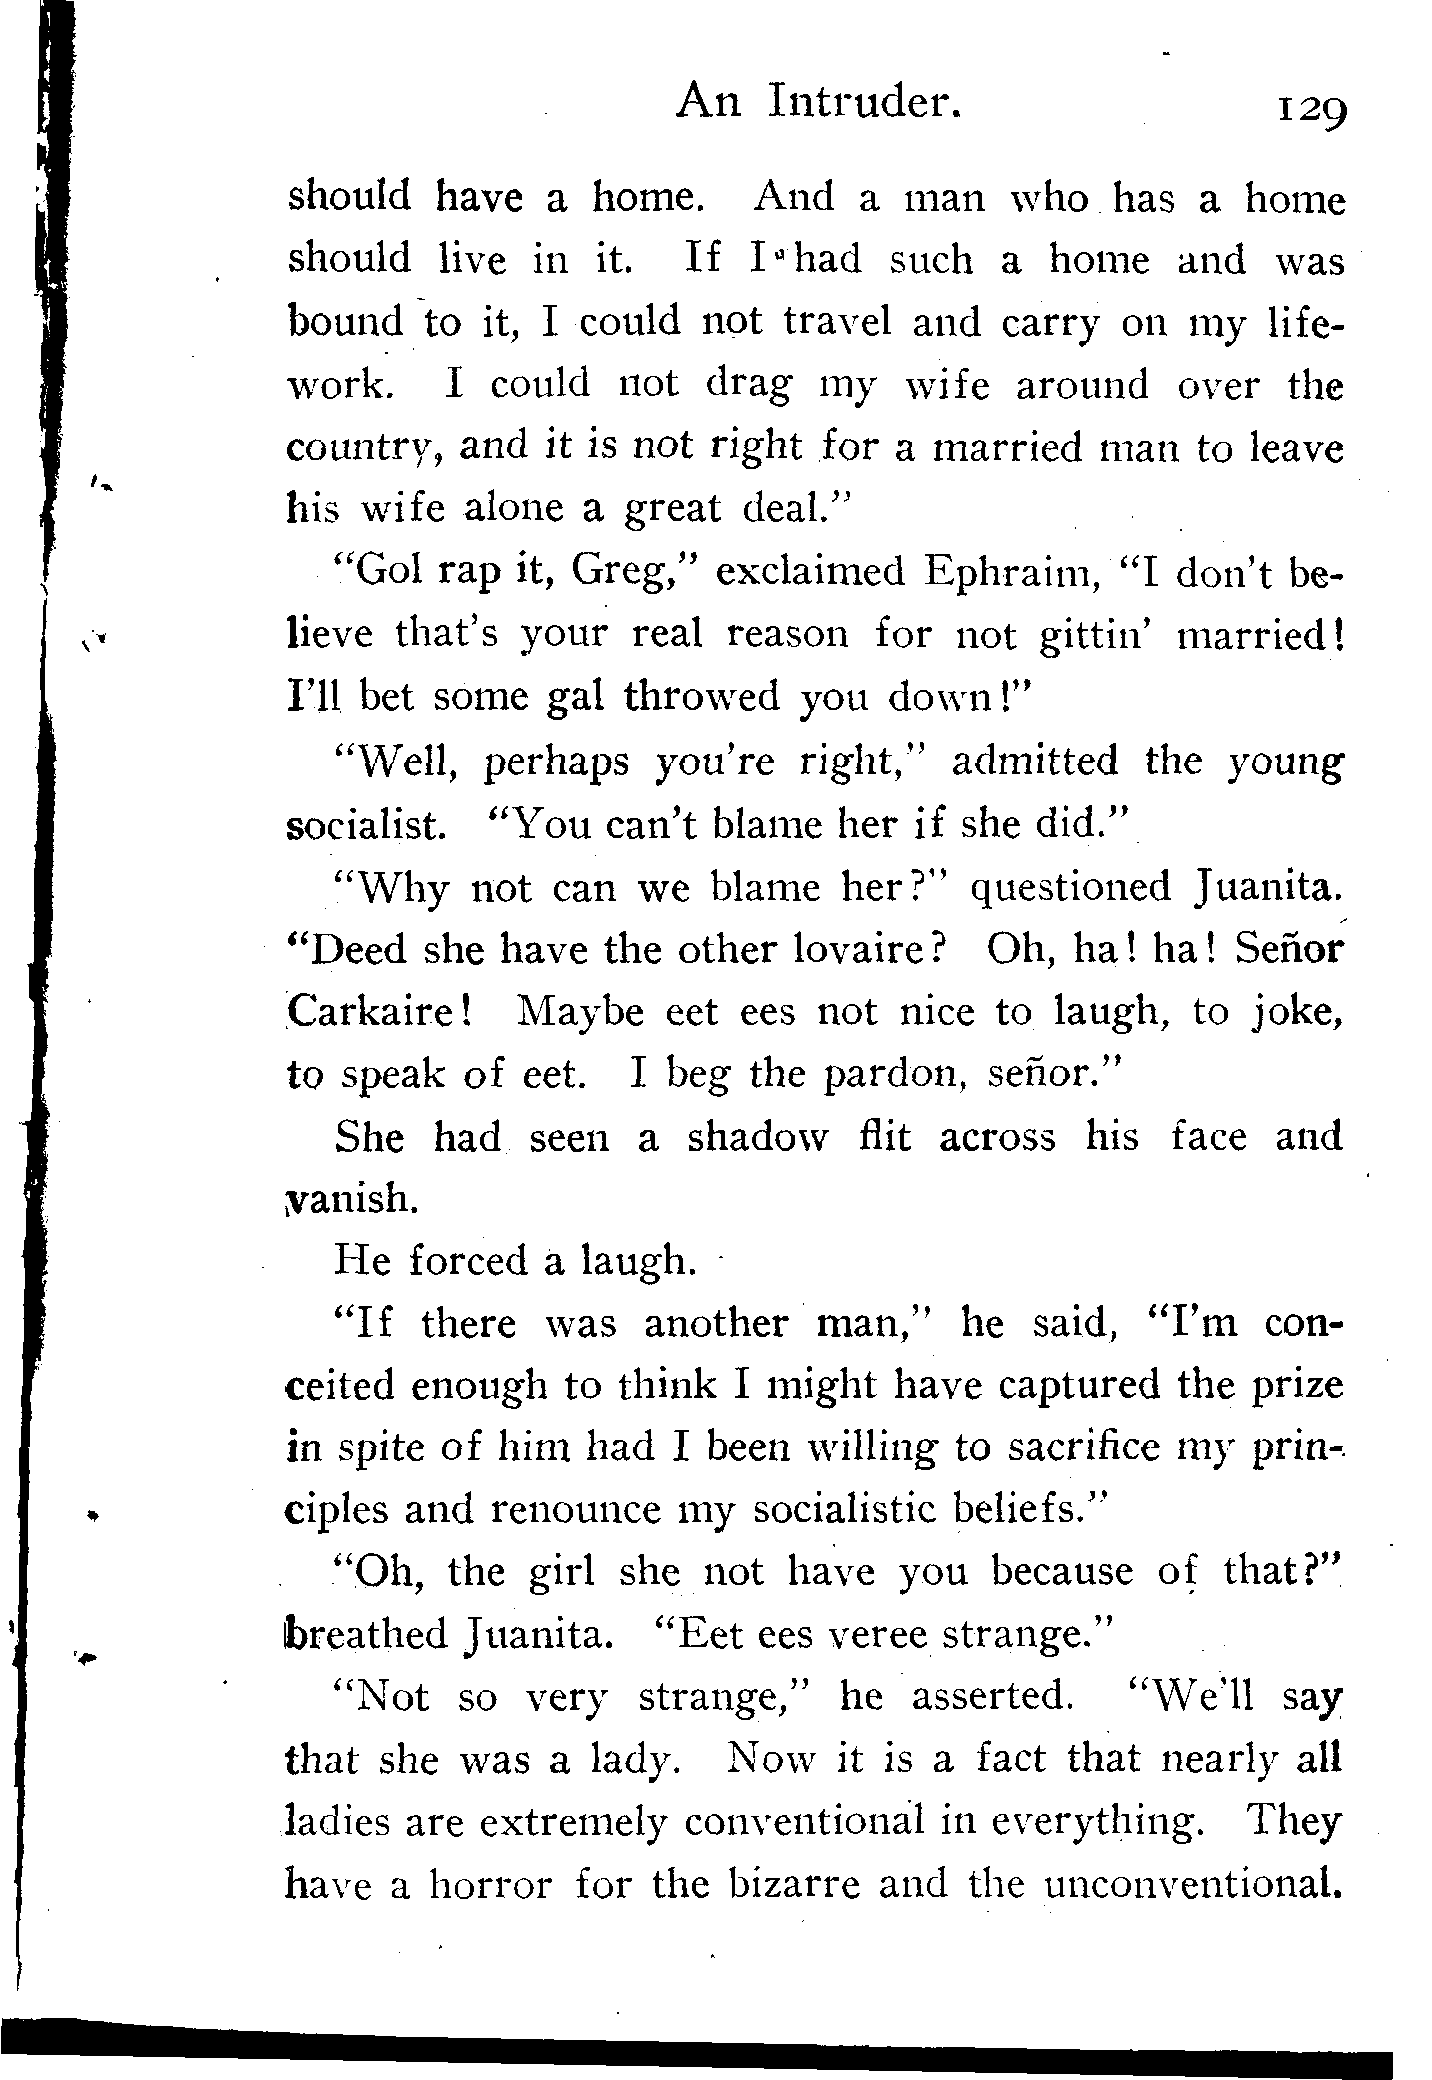 An Intruder. 129
should have a home. And a man who has a home
should live in it. If I had such a home and was
bound to it, I could not travel and carry on my life-
work. I could not drag my wife around over the
country, and it is not right for a married man to leave
his wife alone a great deal."
"Gol rap it, Greg," exclaimed Ephraim, "I don't be-
lieve that's your real reason for not gittin' married!
I'll bet some gal throwed you down!"
"Well, perhaps you're right," admitted the young
socialist. "You can't blame her if she did."
"Why not can we blame her?" questioned Juanita.
"Deed she have the other lovaire? Oh, ha! ha! Señor
Carkaire! Maybe eet ees not nice to laugh, to joke,
to speak of eet. I beg the pardon, señor."
She had seen a shadow flit across his face and
vanish.
He forced a laugh.
"If there was another man," he said, "I'm con-
ceited enough to think I might have captured the prize
in spite of him had I been willing to sacrifice my prin-
ciples and renounce my socialistic beliefs."
"Oh, the girl she not have you because of that?"
breathed Juanita. "Eet ees veree strange."
"Not so very strange," he asserted. "We'll say
that she was a lady. Now it is a fact that nearly all
ladies are extremely conventional in everything. They
have a horror for the bizarre and the unconventional.